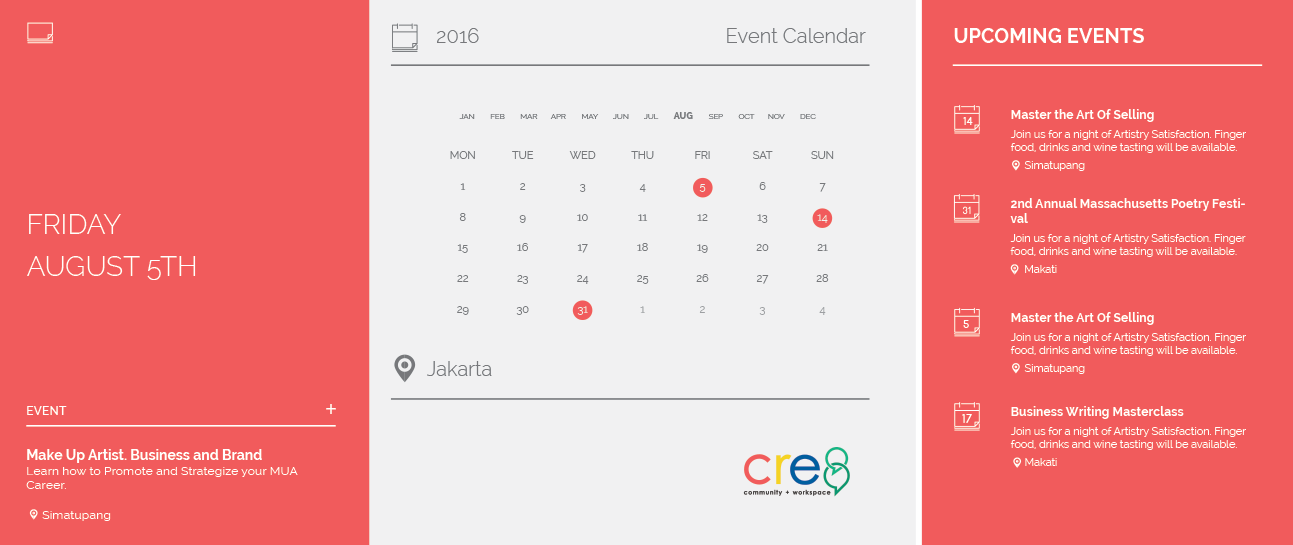 FRIDAY
AUGUST 5TH
EVENT +
Make Up Artist. Business and Brand
Learn how to Promote and Strategize your MUA
Career.
Simatupang
2016 Event Calendar
JAN FEB MAR APR MAY JUN JUL AUG SEP OCT NOV DEC
MON TUE WED THU FRI SAT SUN
1 2 3 4 5 6 7
8 9 10 11 12 13 14
15 16 17 18 19 20 21
22 23 24 25 26 27 28
29 30 31 1 2 3 4
Jakarta
cre8
community + workspace
UPCOMING EVENTS
14
Master the Art Of Selling
Join us for a night of Artistry Satisfaction. Finger
food, drinks and wine tasting will be available.
Simatupang
31
2nd Annual Massachusetts Poetry Festi-
val
Join us for a night of Artistry Satisfaction. Finger
food, drinks and wine tasting will be available.
Makati
5
Master the Art Of Selling
Join us for a night of Artistry Satisfaction. Finger
food, drinks and wine tasting will be available.
Simatupang
17
Business Writing Masterclass
Join us for a night of Artistry Satisfaction. Finger
food, drinks and wine tasting will be available.
Makati